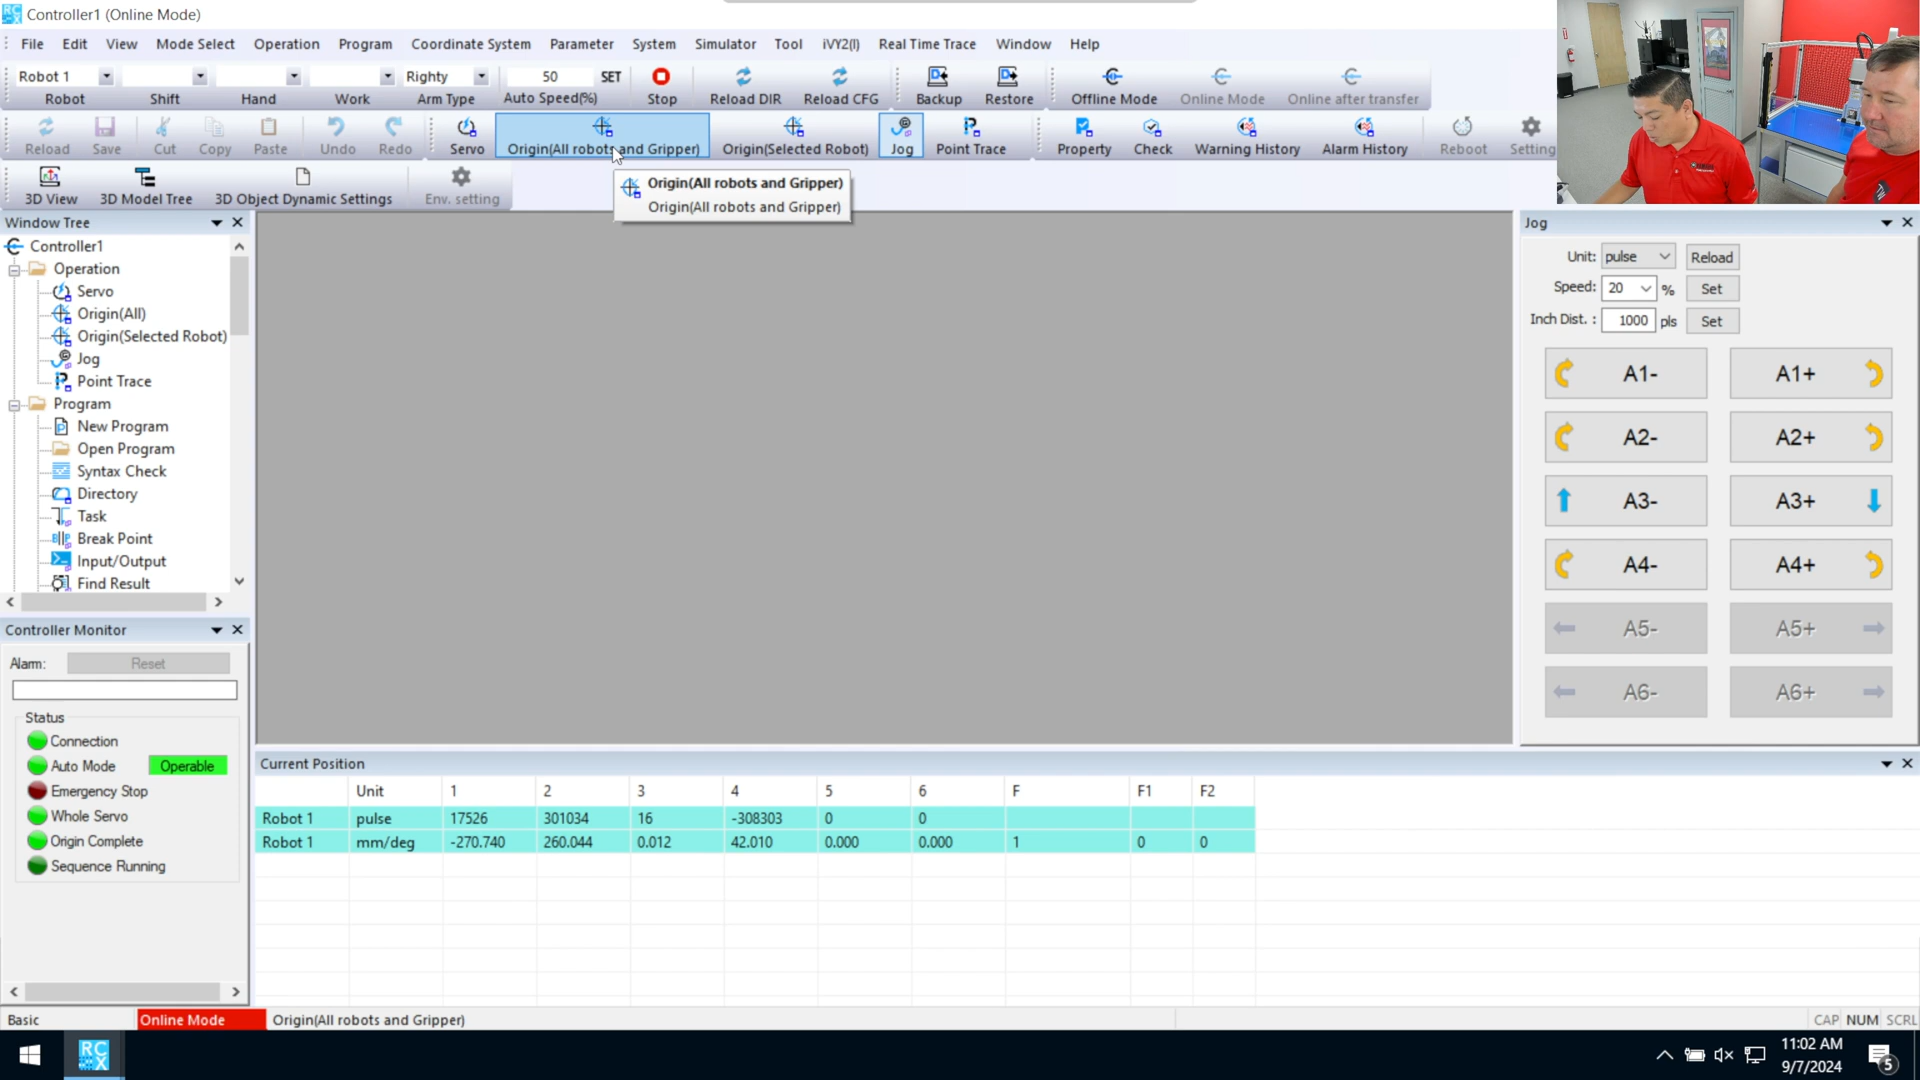 Controller1 (Online Mode)
File Edit View Mode Select Operation Program Coordinate System Parameter System Simulator Tool iVY2(I) Real Time Trace Window Help
Robot 1 Righty 50 SET
Robot Shift Hand Work Arm Type Auto Speed(%) Stop Reload DIR Reload CFG Backup Restore Offline Mode Online Mode Online after transfer
Reload Save Cut Copy Paste Undo Redo Servo Origin(All robots and Gripper) Origin(Selected Robot) Jog Point Trace Property Check Warning History Alarm History Reboot Setting
3D View 3D Model Tree 3D Object Dynamic Settings Env. setting
Origin(All robots and Gripper)
Origin(All robots and Gripper)
Window Tree
Controller1
Operation
Servo
Origin(All)
Origin(Selected Robot)
Jog
Point Trace
Program
New Program
Open Program
Syntax Check
Directory
Task
Break Point
Input/Output
Find Result
Controller Monitor
Alarm: Reset
Status
Connection
Auto Mode Operable
Emergency Stop
Whole Servo
Origin Complete
Sequence Running
Jog
Unit: pulse Reload
Speed: 20 % Set
Inch Dist. : 1000 pls Set
A1- A1+
A2- A2+
A3- A3+
A4- A4+
A5- A5+
A6- A6+
Current Position
Unit 1 2 3 4 5 6 F F1 F2
Robot 1 pulse 17526 301034 16 -308303 0 0
Robot 1 mm/deg -270.740 260.044 0.012 42.010 0.000 0.000 1 0 0
Basic Online Mode Origin(All robots and Gripper) CAP NUM SCRL
RC
X
11:02 AM
9/7/2024
5